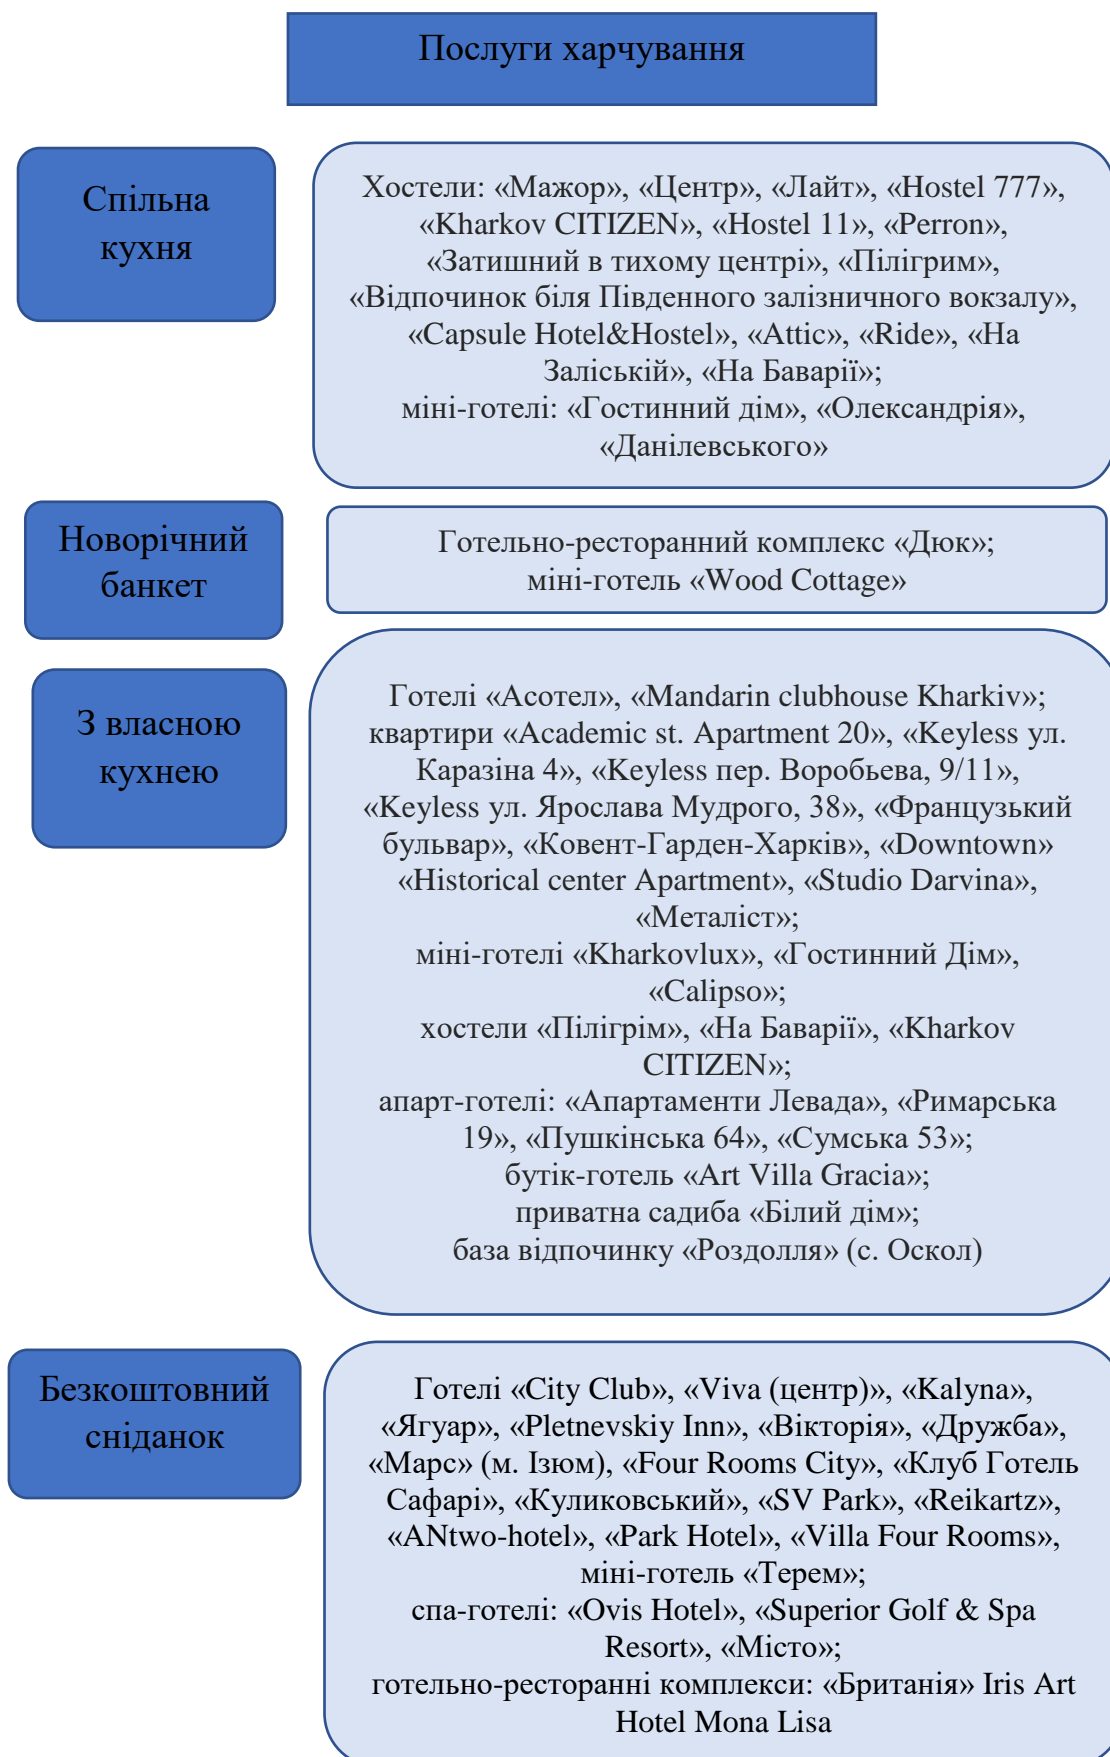 Послуги харчування
Спільна
кухня
Хостели: «Мажор», «Центр», «Лайт», «Hostel 777»,
«Kharkov CITIZEN», «Hostel 11», «Perron»,
«Затишний в тихому центрі», «Пілігрим»,
«Відпочинок біля Південного залізничного вокзалу»,
«Capsule Hotel&Hostel», «Attic», «Ride», «На
Заліській», «На Баварії»;
міні-готелі: «Гостинний дім», «Олександрія»,
«Данілевського»
Новорічний
банкет
Готельно-ресторанний комплекс «Дюк»;
міні-готель «Wood Cottage»
З власною
кухнею
Готелі «Асотел», «Mandarin clubhouse Kharkiv»;
квартири «Academic st. Apartment 20», «Keyless ул.
Каразіна 4», «Keyless пер. Воробьева, 9/11»,
«Keyless ул. Ярослава Мудрого, 38», «Французький
бульвар», «Ковент-Гарден-Харків», «Downtown»
«Historical center Apartment», «Studio Darvina»,
«Металіст»;
міні-готелі «Kharkovlux», «Гостинний Дім»,
«Calipso»;
хостели «Пілігрім», «На Баварії», «Kharkov
CITIZEN»;
апарт-готелі: «Апартаменти Левада», «Римарська
19», «Пушкінська 64», «Сумська 53»;
бутік-готель «Art Villa Gracia»;
приватна садиба «Білий дім»;
база відпочинку «Роздолля» (с. Оскол)
Безкоштовний
сніданок
Готелі «City Club», «Viva (центр)», «Kalyna»,
«Ягуар», «Pletnevskiy Inn», «Вікторія», «Дружба»,
«Марс» (м. Ізюм), «Four Rooms City», «Клуб Готель
Сафарі», «Куликовський», «SV Park», «Reikartz»,
«ANtwo-hotel», «Park Hotel», «Villa Four Rooms»,
міні-готель «Терем»;
спа-готелі: «Ovis Hotel», «Superior Golf & Spa
Resort», «Місто»;
готельно-ресторанні комплекси: «Британія» Iris Art
Hotel Mona Lisa